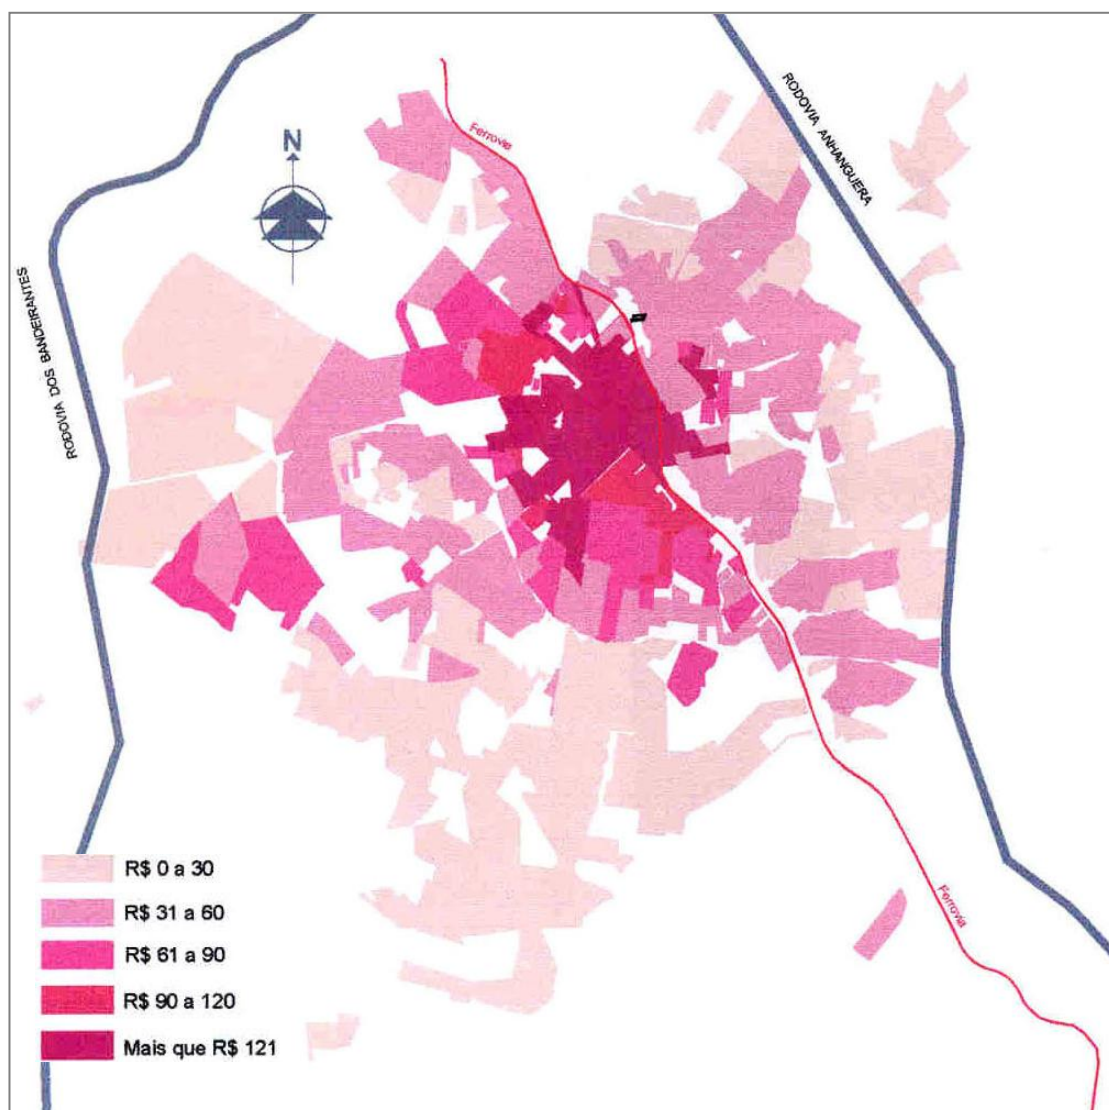 N
Ferrovia
RODOVIA ANHANGUERA
RODOVIA DOS BANDEIRANTES
Ferrovia
R$ 0 a 30
R$ 31 a 60
R$ 61 a 90
R$ 90 a 120
Mais que R$ 121